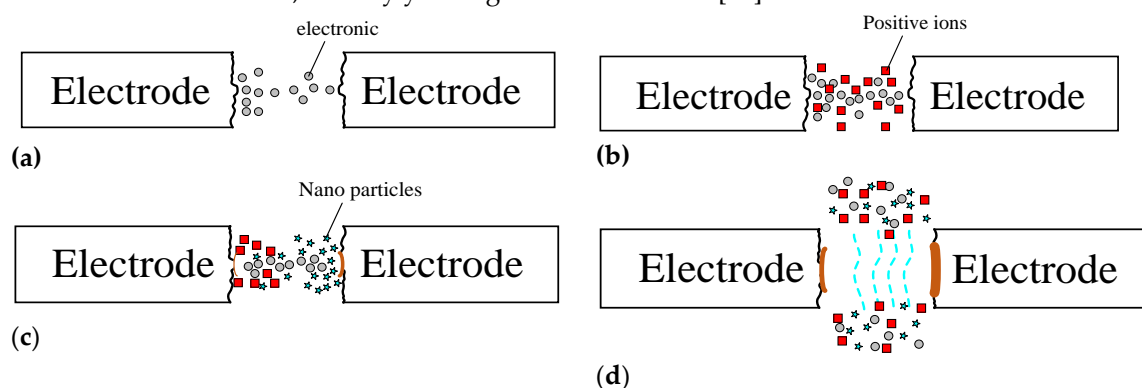 electronic
Electrode
Electrode
(a)
Positive ions
Electrode
Electrode
(b)
Nano particles
Electrode
Electrode
(c)
Electrode
Electrode
(d)